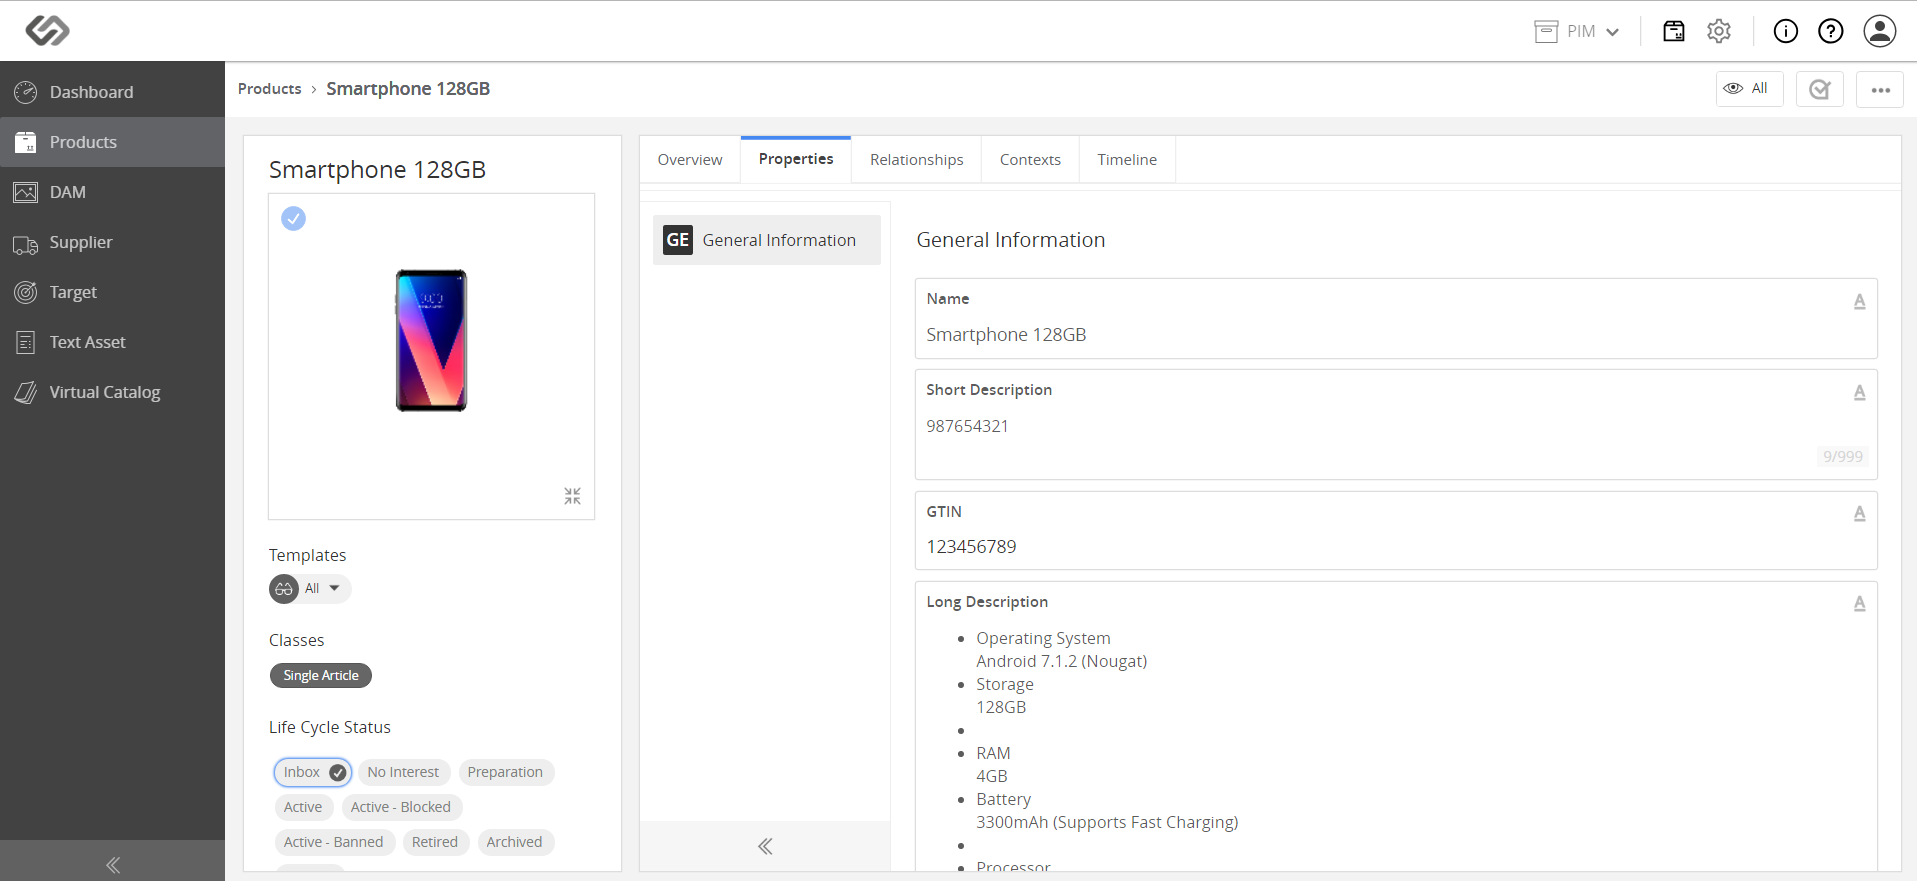 PIM
Dashboard
Products
DAM
Supplier
Target
Text Asset
Virtual Catalog
Products › Smartphone 128GB
All
Smartphone 128GB
Templates
All
Classes
Single Article
Life Cycle Status
Inbox No Interest Preparation
Active Active - Blocked
Active - Banned Retired Archived
Overview Properties Relationships Contexts Timeline
GE General Information
General Information
Name
Smartphone 128GB
Short Description
987654321
9/999
GTIN
123456789
Long Description
• Operating System
Android 7.1.2 (Nougat)
• Storage
128GB
•
• RAM
4GB
• Battery
3300mAh (Supports Fast Charging)
•
• Processor